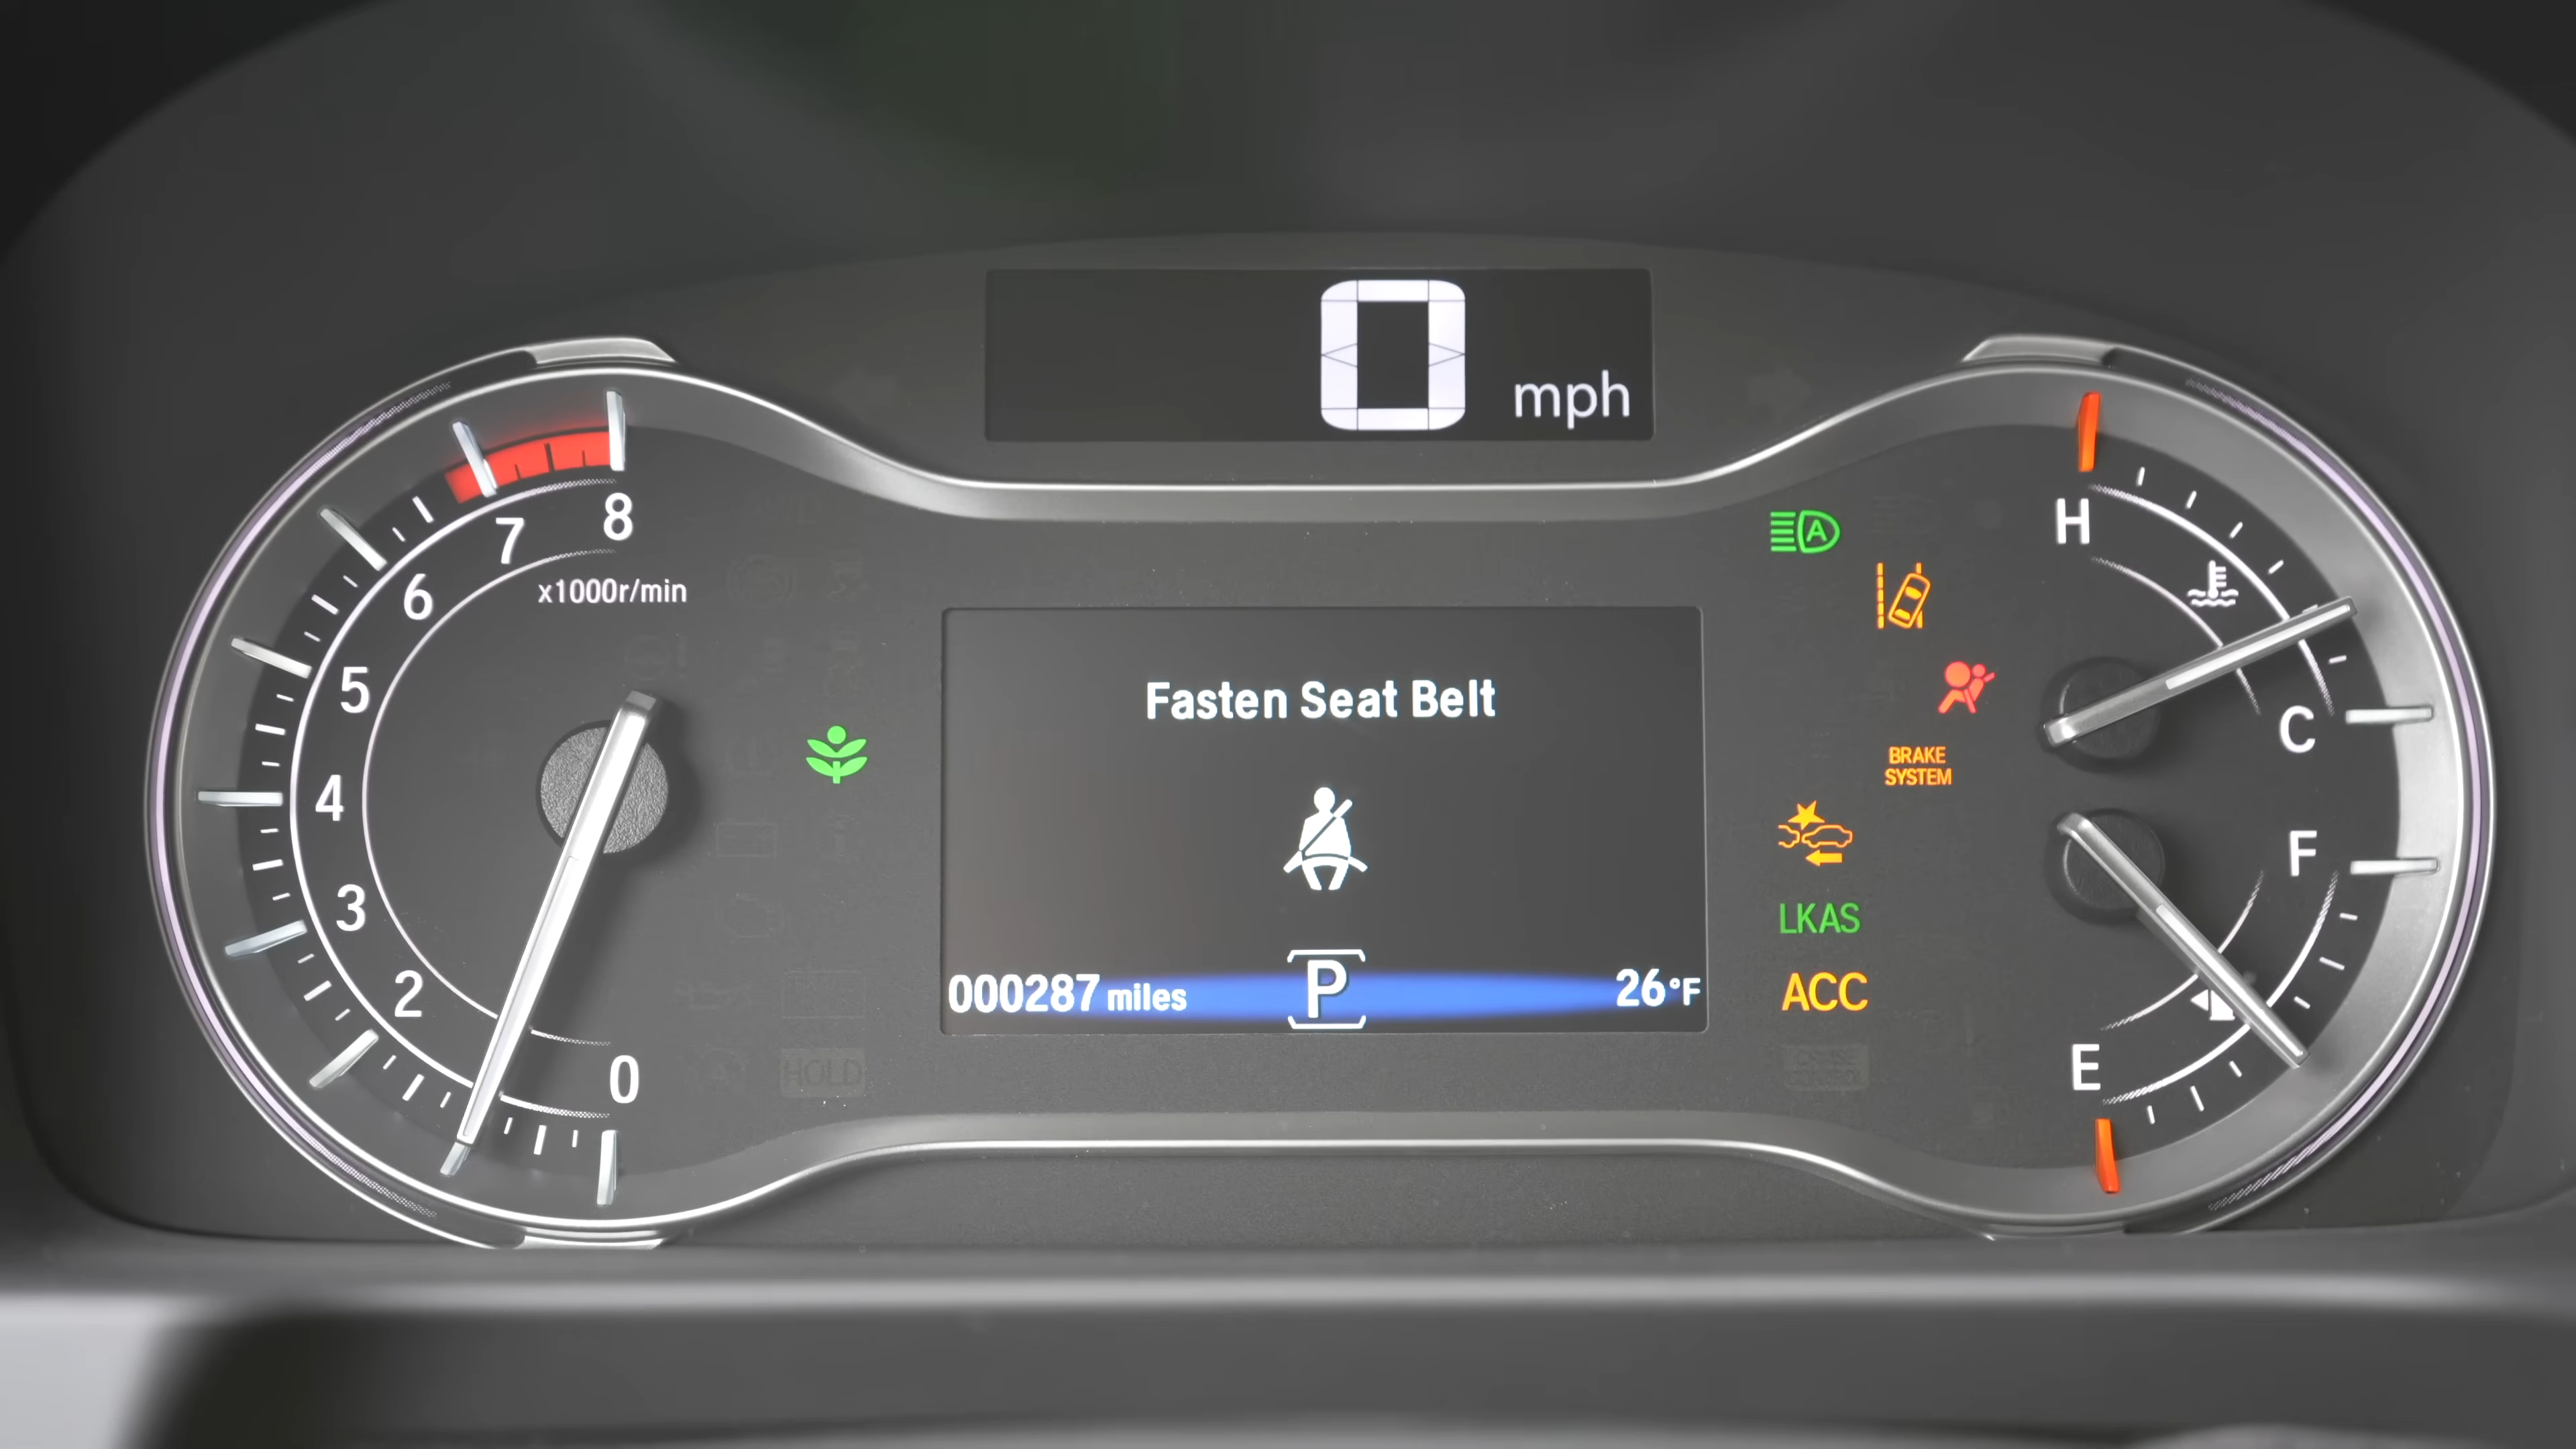 0
mph
8
7
6
5
4
3
2
0
x1000r/min
A
H
C
F
E
Fasten Seat Belt
BRAKE
SYSTEM
LKAS
ACC
000287 miles
P
26°F
HOLD